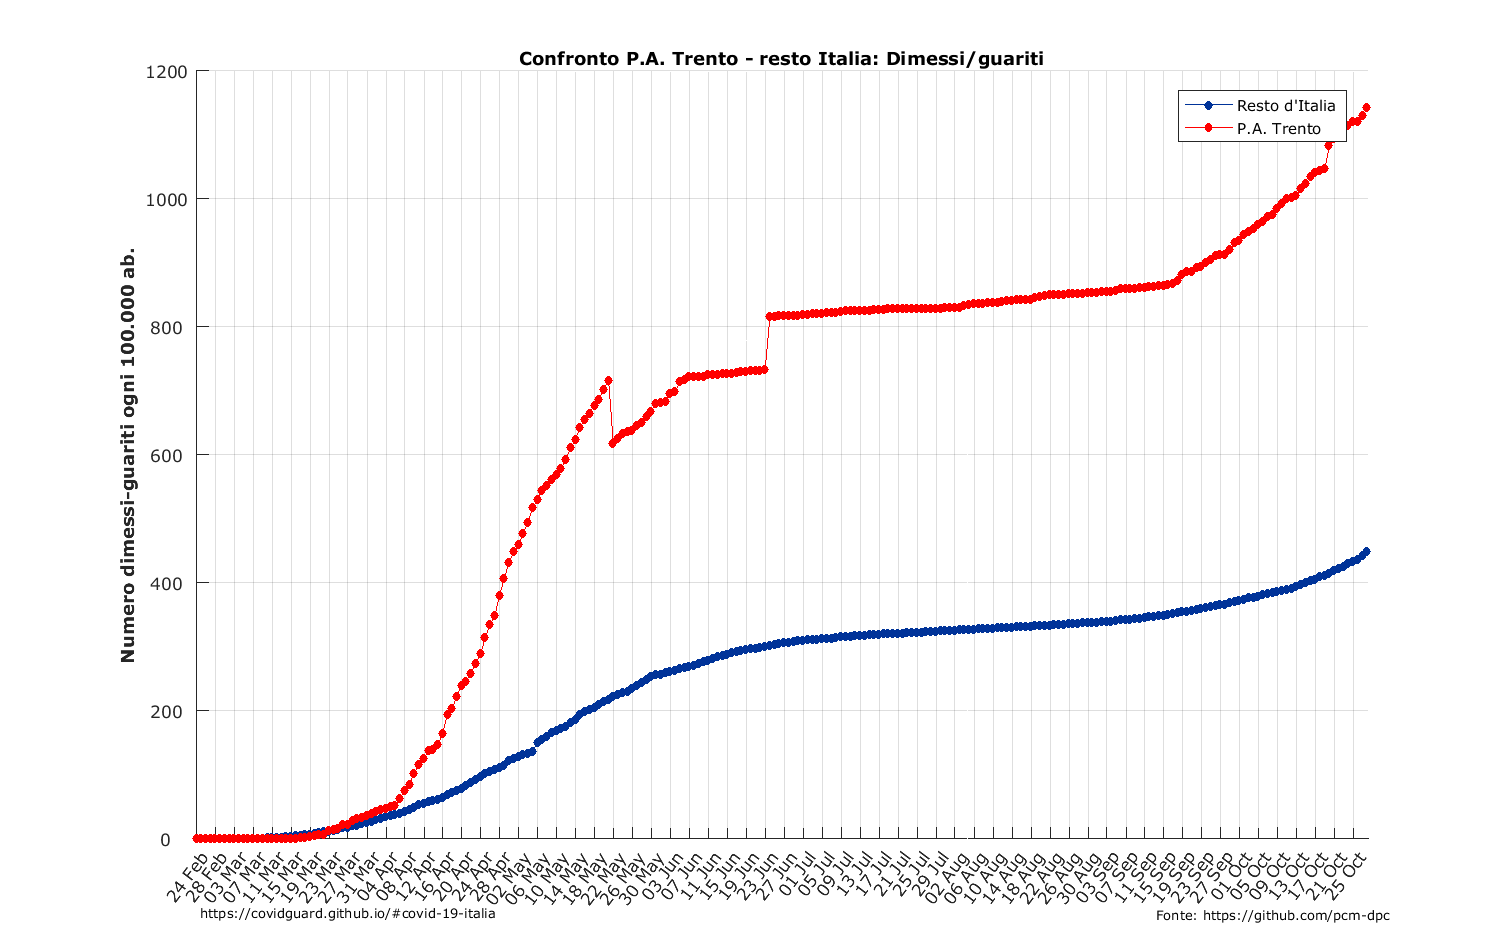 Confronto P.A. Trento - resto Italia: Dimessi/guariti
Numero dimessi-guariti ogni 100.000 ab.
1200
1000
800
600
400
200
0
Resto d'Italia
P.A. Trento
24 Feb
28 Feb
03 Mar
07 Mar
11 Mar
15 Mar
19 Mar
23 Mar
27 Mar
31 Mar
04 Apr
08 Apr
12 Apr
16 Apr
20 Apr
24 Apr
28 Apr
02 May
06 May
10 May
14 May
18 May
22 May
26 May
30 May
03 Jun
07 Jun
11 Jun
15 Jun
19 Jun
23 Jun
27 Jun
01 Jul
05 Jul
09 Jul
13 Jul
17 Jul
21 Jul
25 Jul
29 Jul
02 Aug
06 Aug
10 Aug
14 Aug
18 Aug
22 Aug
26 Aug
30 Aug
03 Sep
07 Sep
11 Sep
15 Sep
19 Sep
23 Sep
27 Sep
01 Oct
05 Oct
09 Oct
13 Oct
17 Oct
21 Oct
25 Oct
https://covidguard.github.io/#covid-19-italia
Fonte: https://github.com/pcm-dpc